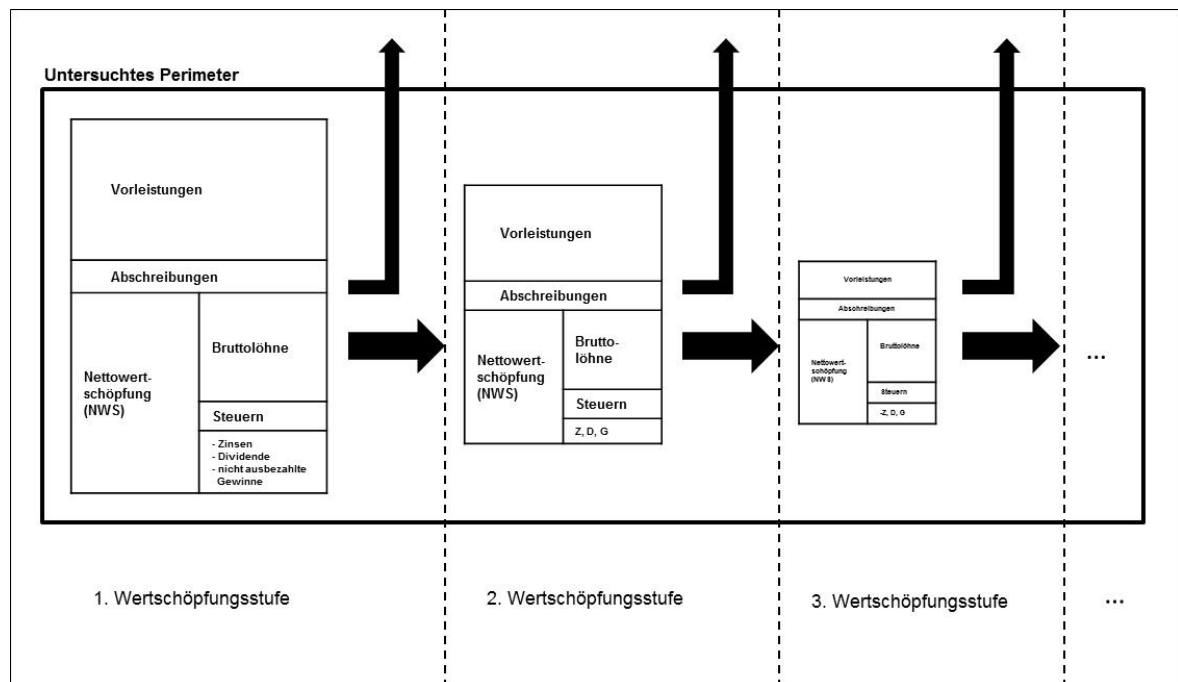 Untersuchtes Perimeter
Vorleistungen
Abschreibungen
Nettowert-
schöpfung
(NWS)
Bruttolöhne
Steuern
- Zinsen
- Dividende
- nicht ausbezahlte
Gewinne
Vorleistungen
Abschreibungen
Nettowert-
schöpfung
(NWS)
Brutto-
löhne
Steuern
Z, D, G
Vorleistungen
Abschreibungen
Nettowert-
schöpfung
(NWS)
Bruttolöhne
Steuern
-Z, D, G
...
1. Wertschöpfungsstufe
2. Wertschöpfungsstufe
3. Wertschöpfungsstufe
...